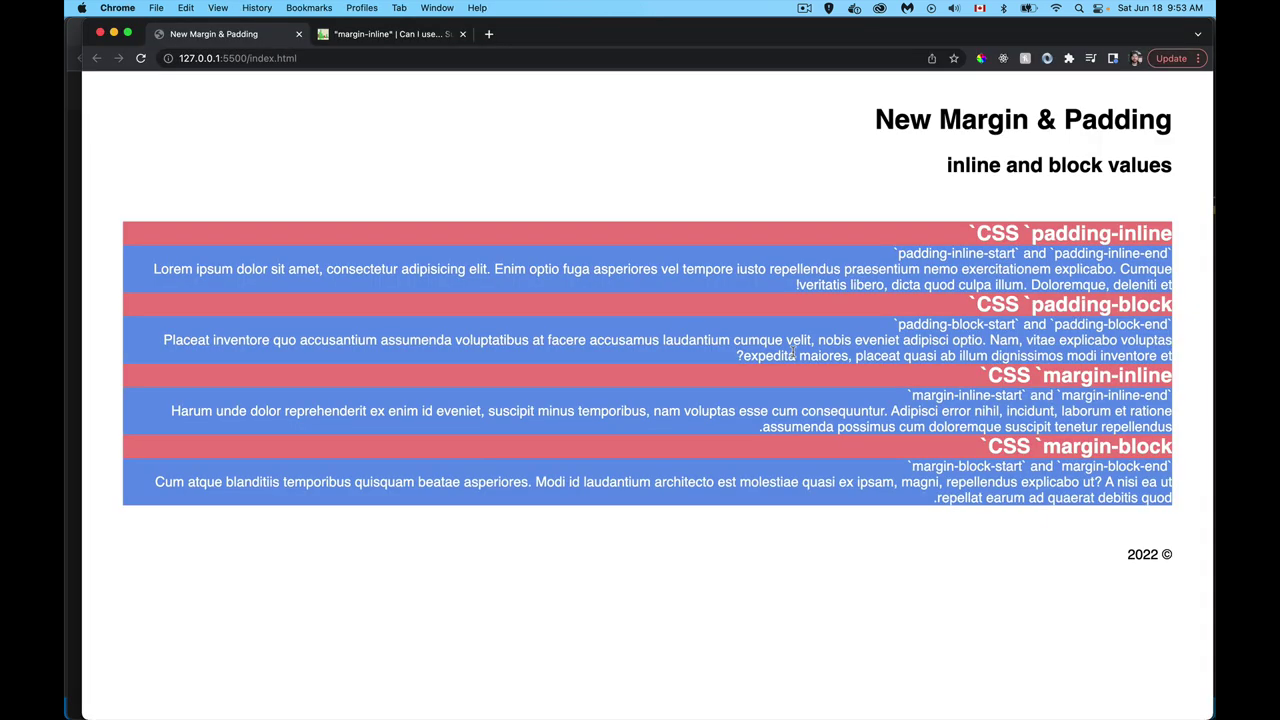 Chrome File Edit View History Bookmarks Profiles Tab Window Help Sat Jun 18 9:53 AM
New Margin & Padding "margin-inline" | Can I use...
127.0.0.1:5500/index.html Update
New Margin & Padding
inline and block values
`CSS `padding-inline
`padding-inline-start` and `padding-inline-end`
Lorem ipsum dolor sit amet, consectetur adipisicing elit. Enim optio fuga asperiores vel tempore iusto repellendus praesentium nemo exercitationem explicabo. Cumque
!veritatis libero, dicta quod culpa illum. Doloremque, deleniti et
`CSS `padding-block
`padding-block-start` and `padding-block-end`
Placeat inventore quo accusantium assumenda voluptatibus at facere accusamus laudantium cumque velit, nobis eveniet adipisci optio. Nam, vitae explicabo voluptas
?expedita maiores, placeat quasi ab illum dignissimos modi inventore et
`CSS `margin-inline
`margin-inline-start` and `margin-inline-end`
Harum unde dolor reprehenderit ex enim id eveniet, suscipit minus temporibus, nam voluptas esse cum consequuntur. Adipisci error nihil, incidunt, laborum et ratione
.assumenda possimus cum doloremque suscipit tenetur repellendus
`CSS `margin-block
`margin-block-start` and `margin-block-end`
Cum atque blanditiis temporibus quisquam beatae asperiores. Modi id laudantium architecto est molestiae quasi ex ipsam, magni, repellendus explicabo ut? A nisi ea ut
.repellat earum ad quaerat debitis quod
2022 ©